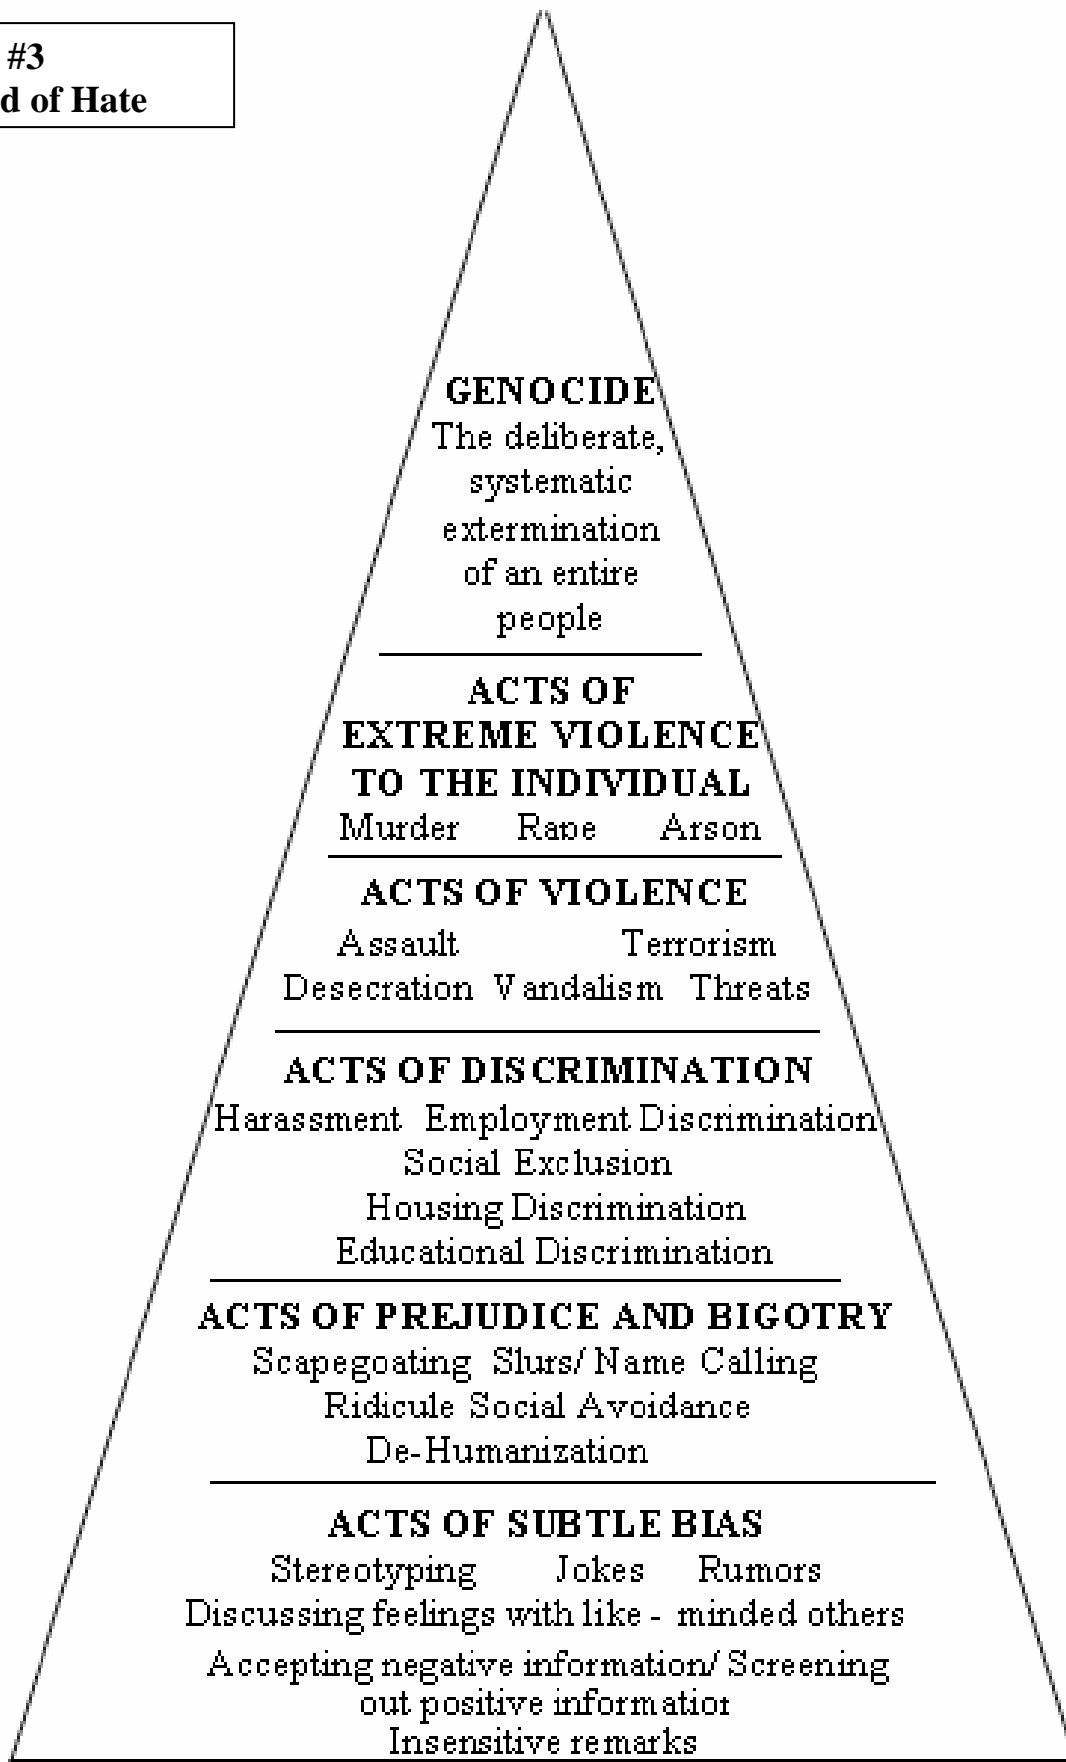 #3
d of Hate
GENOCIDE
The deliberate,
systematic
extermination
of an entire
people
ACTS OF
EXTREME VIOLENCE
TO THE INDIVIDUAL
Murder Rape Arson
ACTS OF VIOLENCE
Assault Terrorism
Desecration Vandalism Threats
ACTS OF DISCRIMINATION
Harassment Employment Discrimination
Social Exclusion
Housing Discrimination
Educational Discrimination
ACTS OF PREJUDICE AND BIGOTRY
Scapegoating Slurs/ Name Calling
Ridicule Social Avoidance
De-Humanization
ACTS OF SUBTLE BIAS
Stereotyping Jokes Rumors
Discussing feelings with like - minded others
Accepting negative information/ Screening
out positive information
Insensitive remarks